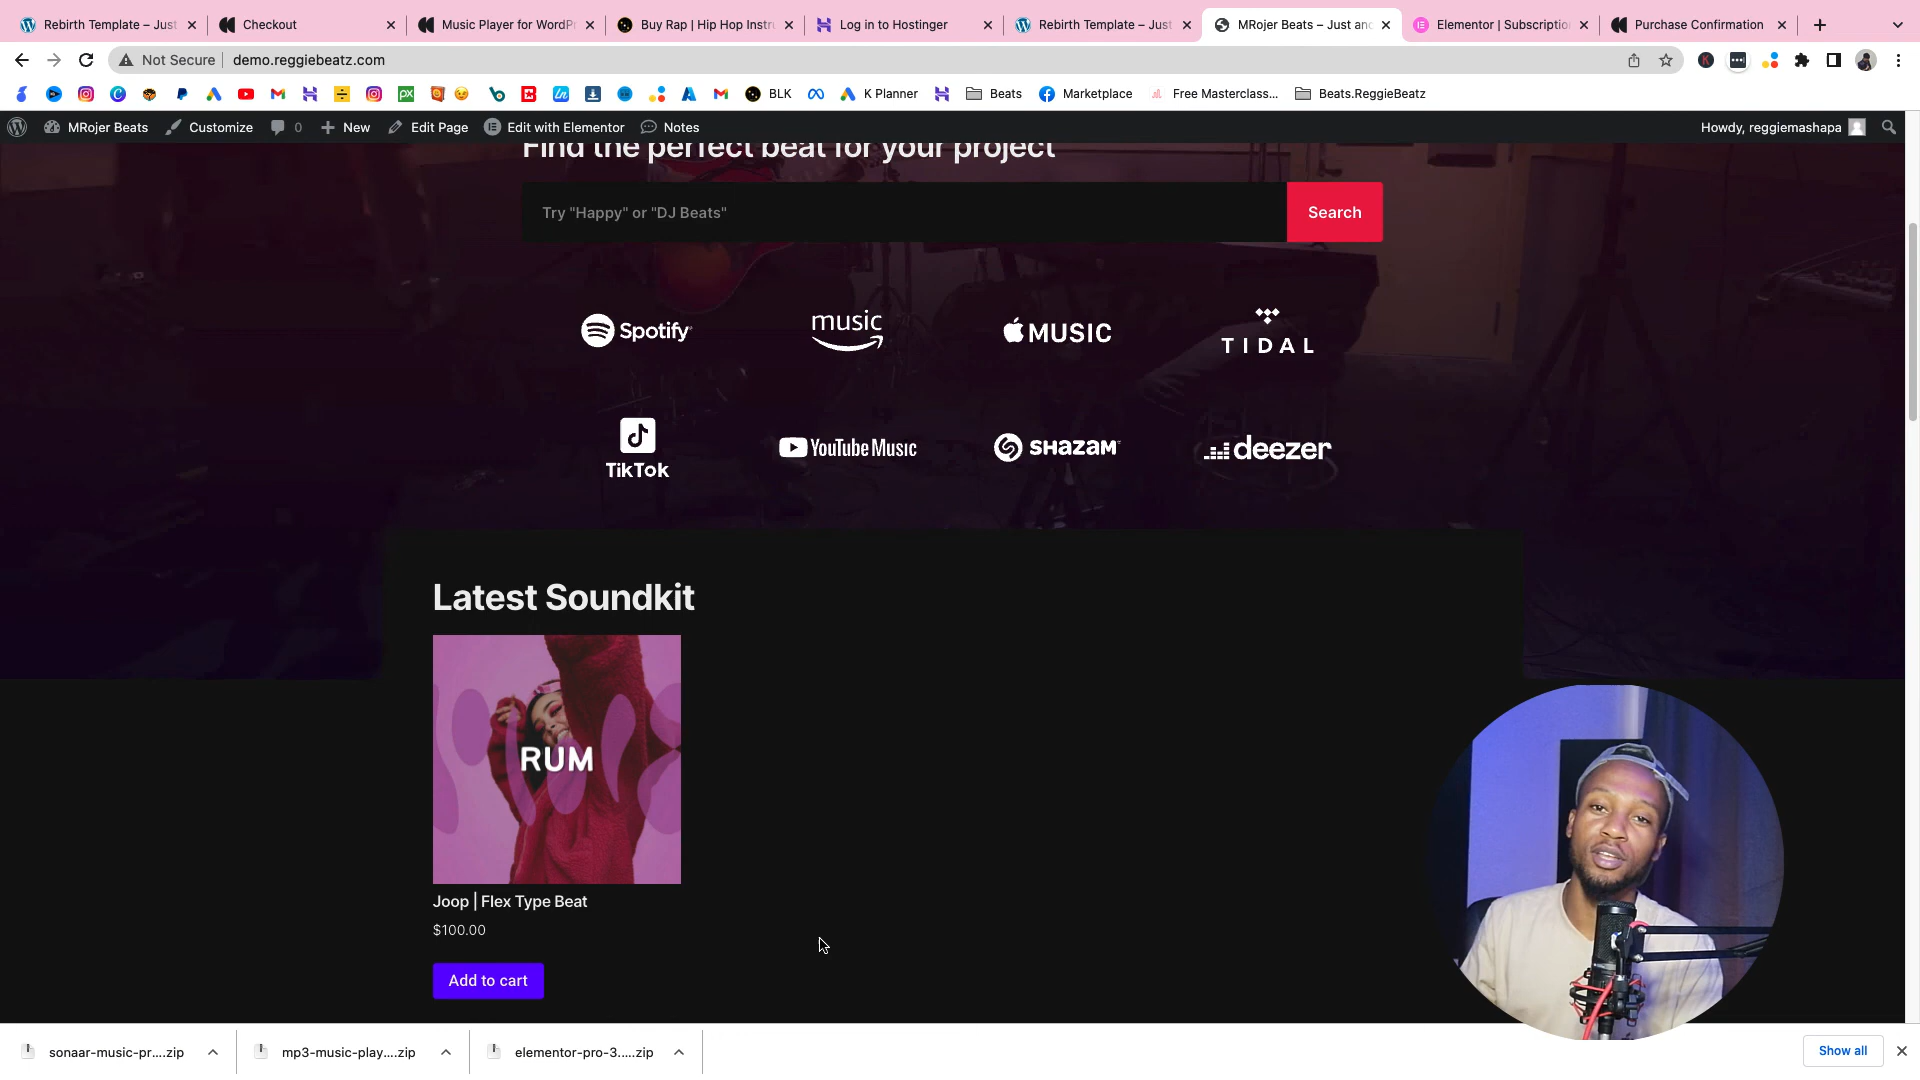 Rebirth Template – Just
Checkout
Music Player for WordPr
Buy Rap | Hip Hop Instru
Log in to Hostinger
Rebirth Template – Just
MRojer Beats – Just anc
Elementor | Subscription
Purchase Confirmation
Not Secure
demo.reggiebeatz.com
BLK
K Planner
Beats
Marketplace
Free Masterclass...
Beats.ReggieBeatz
MRojer Beats
Customize
0
New
Edit Page
Edit with Elementor
Notes
Howdy, reggiemashapa
Find the perfect beat for your project
Try "Happy" or "DJ Beats"
Search
Spotify
music
MUSIC
TIDAL
TikTok
YouTube Music
SHAZAM
deezer
Latest Soundkit
RUM
Joop | Flex Type Beat
$100.00
Add to cart
sonaar-music-pr....zip
mp3-music-play....zip
elementor-pro-3.....zip
Show all